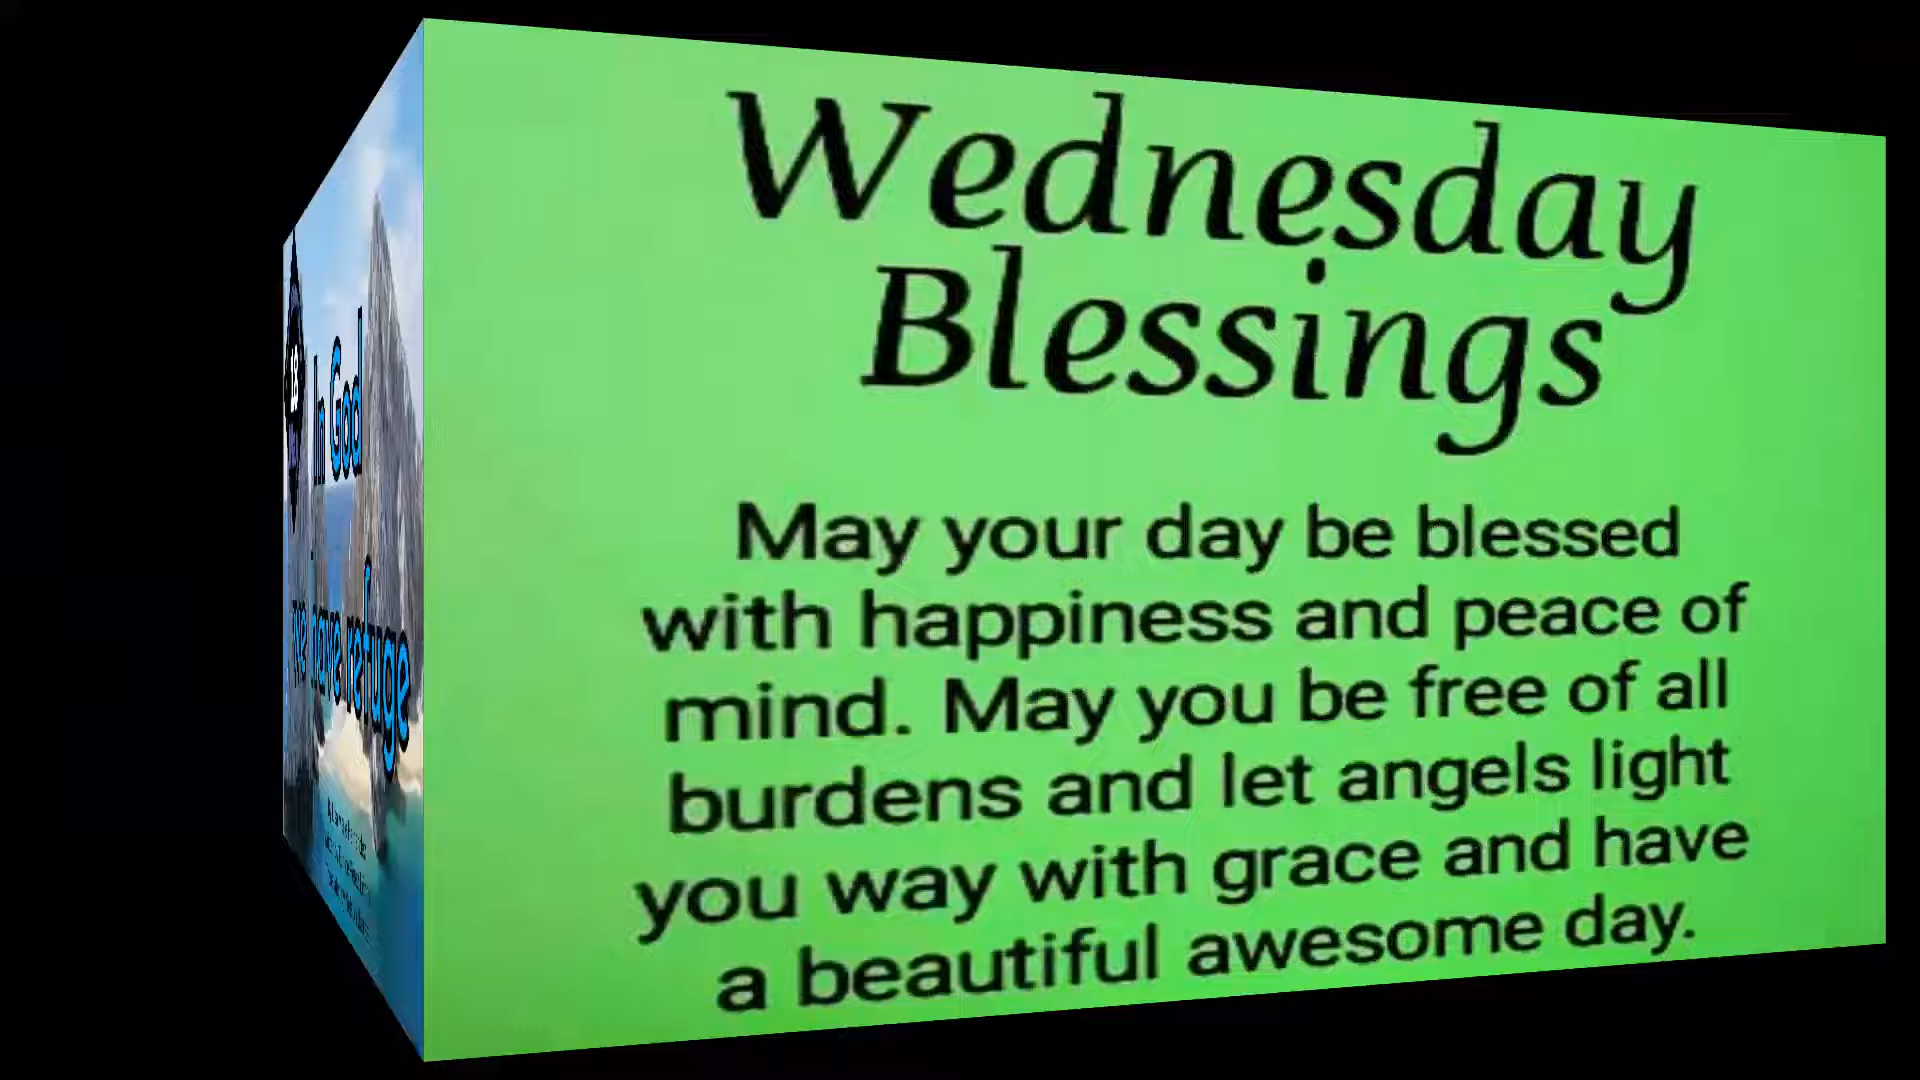 In God
we have refuge
Wednesday
Blessings
May your day be blessed
with happiness and peace of
mind. May you be free of all
burdens and let angels light
you way with grace and have
a beautiful awesome day.